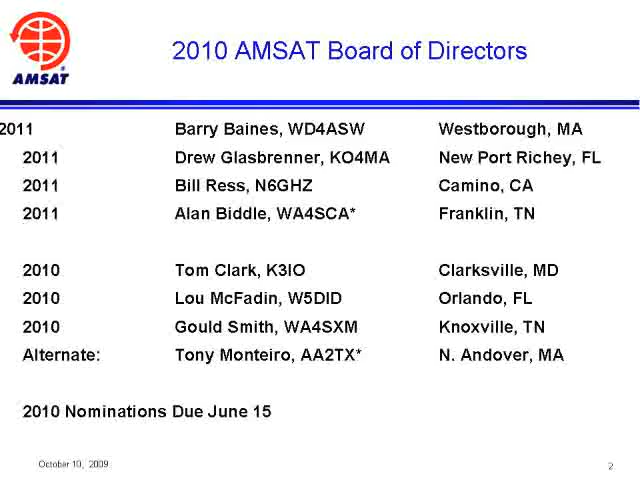 AMSAT
2010 AMSAT Board of Directors
2011 Barry Baines, WD4ASW Westborough, MA
2011 Drew Glasbrenner, KO4MA New Port Richey, FL
2011 Bill Ress, N6GHZ Camino, CA
2011 Alan Biddle, WA4SCA* Franklin, TN
2010 Tom Clark, K3IO Clarksville, MD
2010 Lou McFadin, W5DID Orlando, FL
2010 Gould Smith, WA4SXM Knoxville, TN
Alternate: Tony Monteiro, AA2TX* N. Andover, MA
2010 Nominations Due June 15
October 10, 2009 2